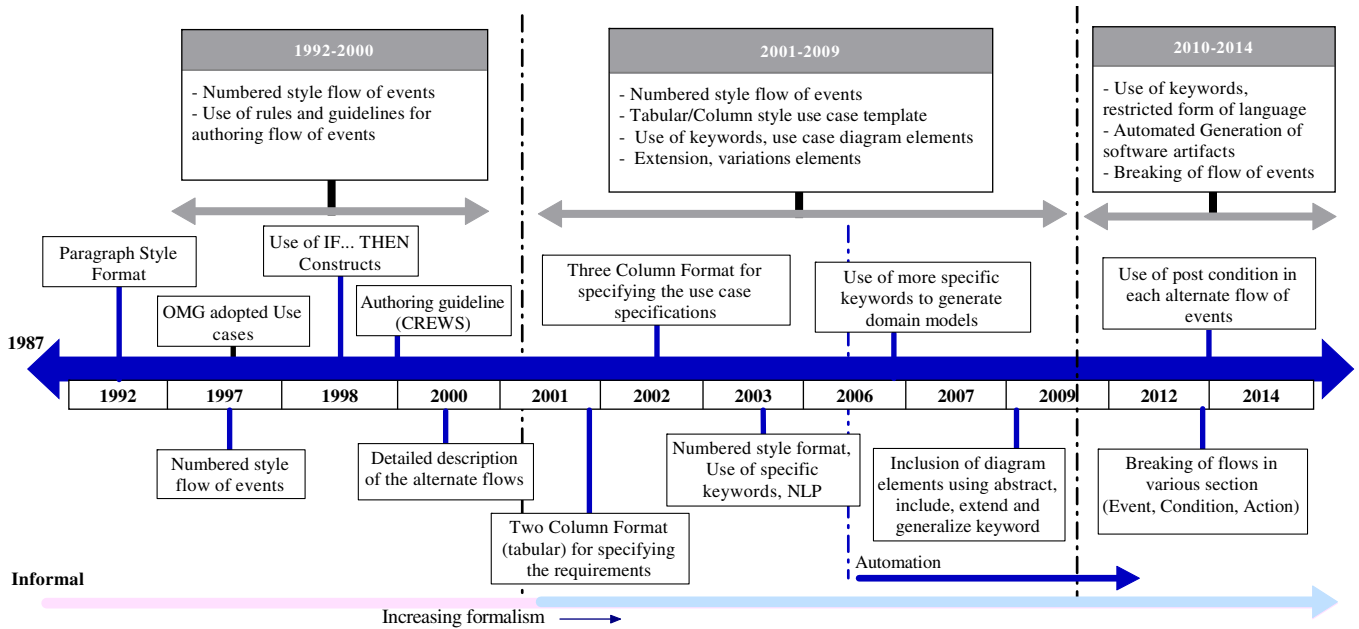 1992-2000
- Numbered style flow of events
- Use of rules and guidelines for
authoring flow of events
2001-2009
- Numbered style flow of events
- Tabular/Column style use case template
- Use of keywords, use case diagram elements
- Extension, variations elements
2010-2014
- Use of keywords,
restricted form of language
- Automated Generation of
software artifacts
- Breaking of flow of events
Paragraph Style
Format
OMG adopted Use
cases
Use of IF... THEN
Constructs
Authoring guideline
(CREWS)
Three Column Format for
specifying the use case
specifications
Use of more specific
keywords to generate
domain models
Use of post condition in
each alternate flow of
events
1987
1992
1997
1998
2000
2001
2002
2003
2006
2007
2009
2012
2014
Numbered style
flow of events
Detailed description
of the alternate flows
Two Column Format
(tabular) for specifying
the requirements
Numbered style format,
Use of specific
keywords, NLP
Inclusion of diagram
elements using abstract,
include, extend and
generalize keyword
Breaking of flows in
various section
(Event, Condition, Action)
Automation
Informal
Increasing formalism